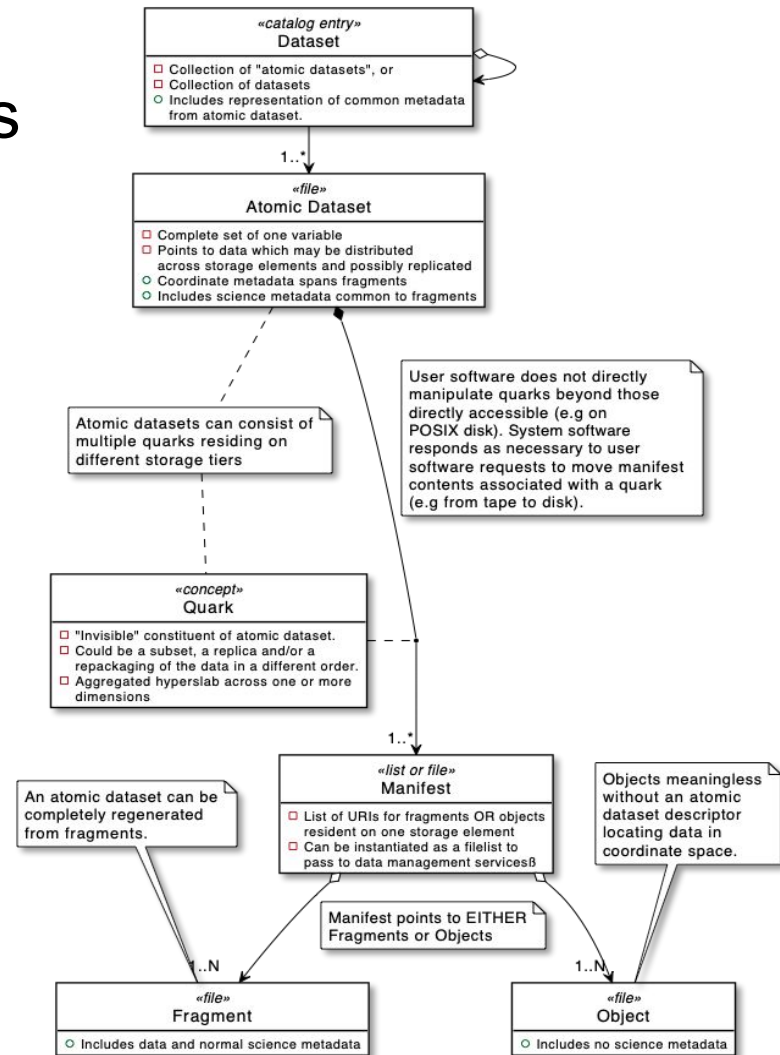 s
«catalog entry»
Dataset
Collection of "atomic datasets", or
Collection of datasets
Includes representation of common metadata
from atomic dataset.
1..*
«file»
Atomic Dataset
Complete set of one variable
Points to data which may be distributed
across storage elements and possibly replicated
Coordinate metadata spans fragments
Includes science metadata common to fragments
User software does not directly
manipulate quarks beyond those
directly accessible (e.g on
POSIX disk). System software
responds as necessary to user
software requests to move manifest
contents associated with a quark
(e.g from tape to disk).
Atomic datasets can consist of
multiple quarks residing on
different storage tiers
«concept»
Quark
"Invisible" constituent of atomic dataset.
Could be a subset, a replica and/or a
repackaging of the data in a different order.
Aggregated hyperslab across one or more
dimensions
1..*
«list or file»
Manifest
List of URIs for fragments OR objects
resident on one storage element
Can be instantiated as a filelist to
pass to data management servicesß
An atomic dataset can be
completely regenerated
from fragments.
Objects meaningless
without an atomic
dataset descriptor
locating data in
coordinate space.
Manifest points to EITHER
Fragments or Objects
1..N
1..N
«file»
Fragment
Includes data and normal science metadata
«file»
Object
Includes no science metadata